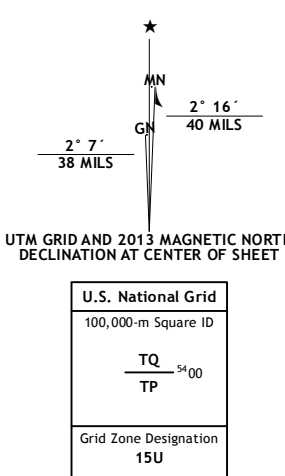 ★
MN
GN
2° 16´
40 MILS
2° 7´
38 MILS
UTM GRID AND 2013 MAGNETIC NORTH
DECLINATION AT CENTER OF SHEET
U.S. National Grid
100,000-m Square ID
TQ
5400
TP
Grid Zone Designation
15U